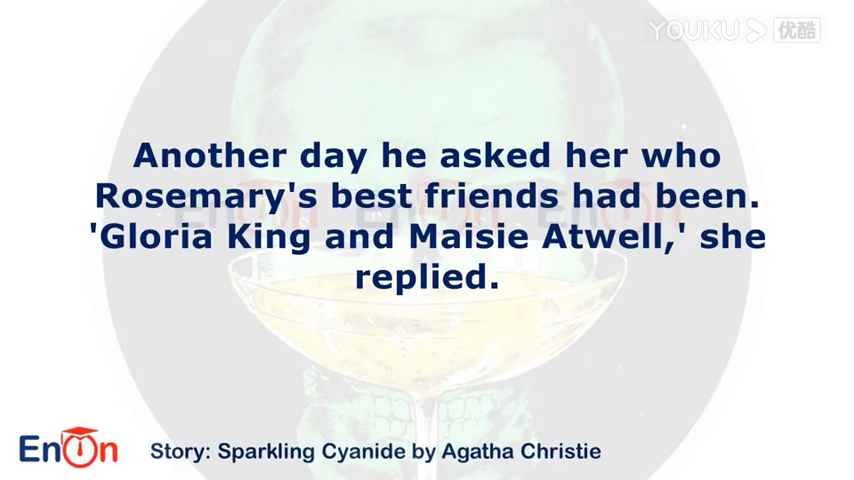 YOUKU 优酷
Another day he asked her who
Rosemary's best friends had been.
'Gloria King and Maisie Atwell,' she
replied.
EnOn
Story: Sparkling Cyanide by Agatha Christie